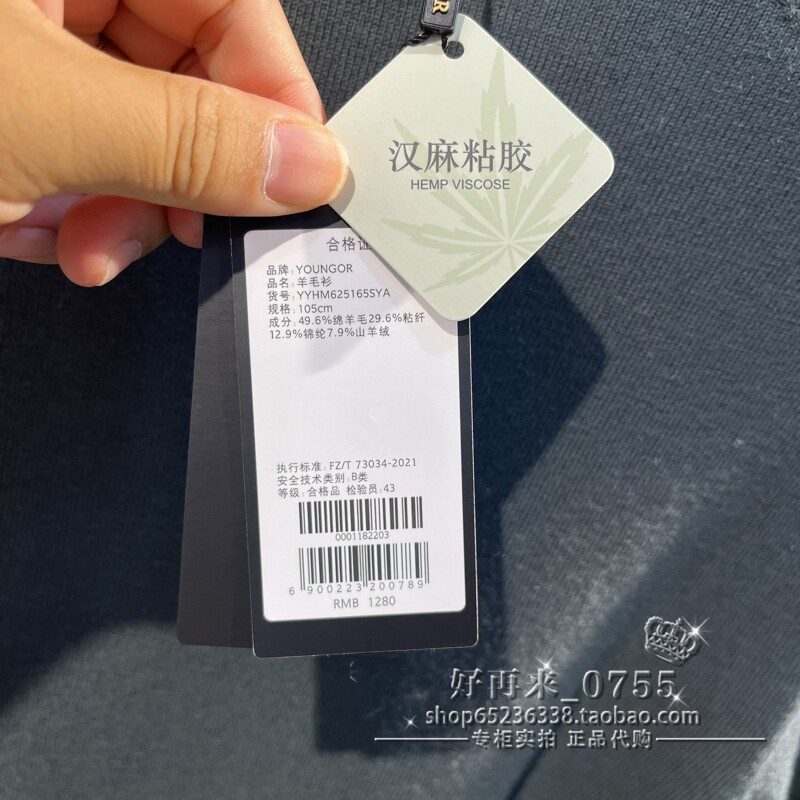 R
汉麻粘胶
HEMP VISCOSE
合格证
品牌: YOUNGOR
品名: 羊毛衫
货号: YYHM625165SYA
规格: 105cm
成分: 49.6%绵羊毛29.6%粘纤
12.9%锦纶7.9%山羊绒
执行标准: FZ/T 73034-2021
安全技术类别: B类
等级: 合格品 检验员: 43
0001182203
6 900223 200789
RMB 1280
好再来_0755
shop65236338.taobao.com
专柜实拍 正品代购